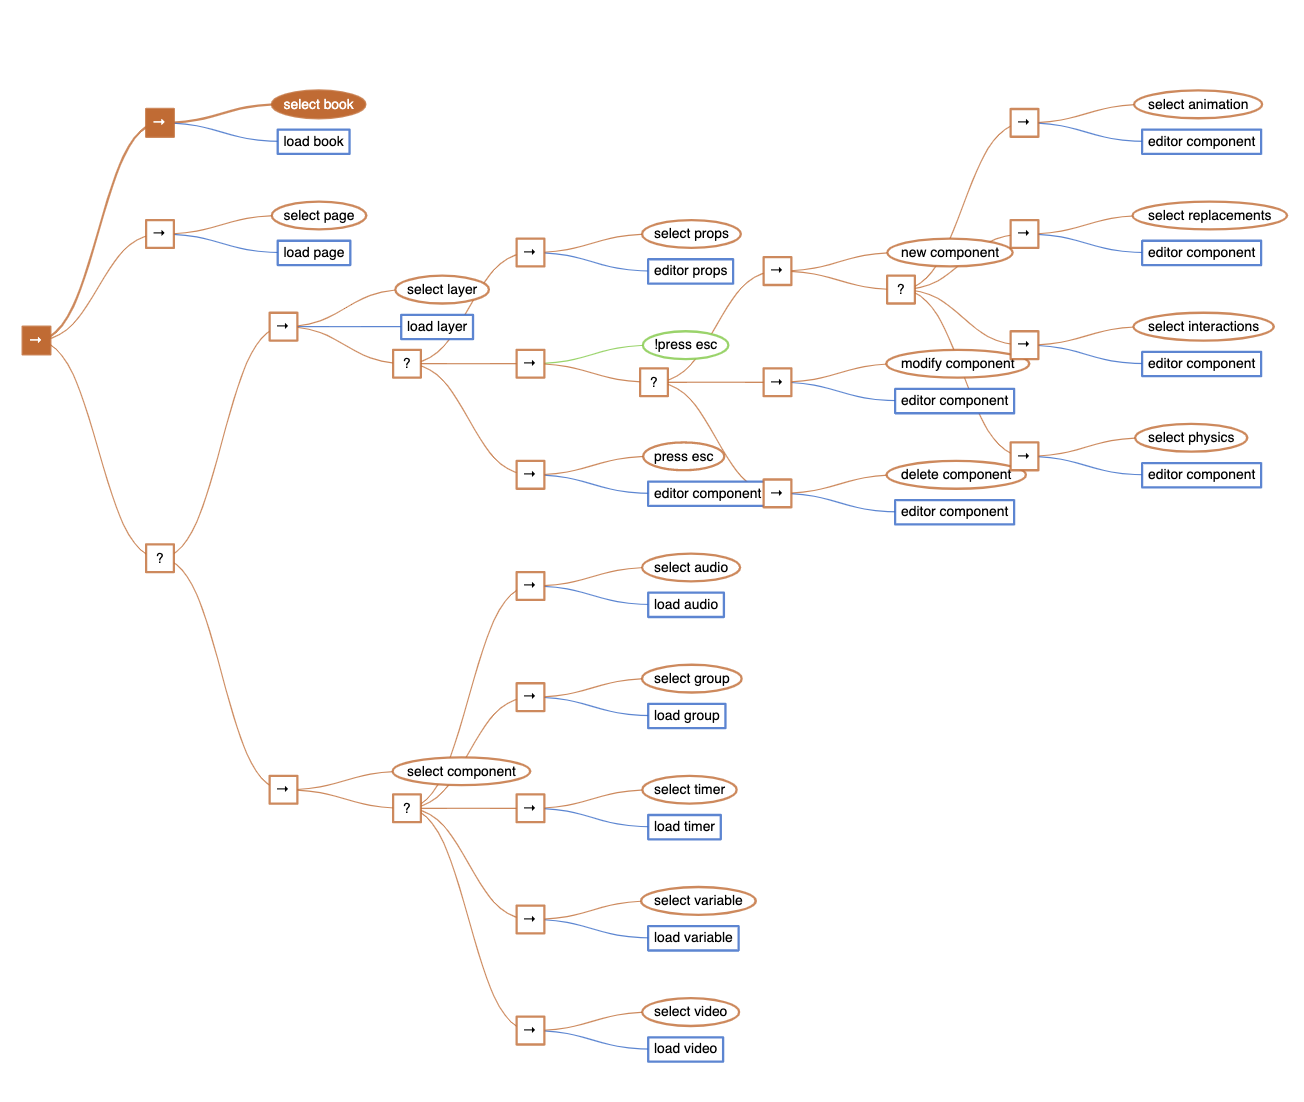 select book
load book
select page
load page
select layer
load layer
select props
editor props
!press esc
press esc
editor component
new component
modify component
editor component
delete component
editor component
select animation
editor component
select replacements
editor component
select interactions
editor component
select physics
editor component
select component
select audio
load audio
select group
load group
select timer
load timer
select variable
load variable
select video
load video
→
→
→
?
→
?
→
→
?
→
?
→
→
→
→
→
→
→
→
?
→
→
→
→
→